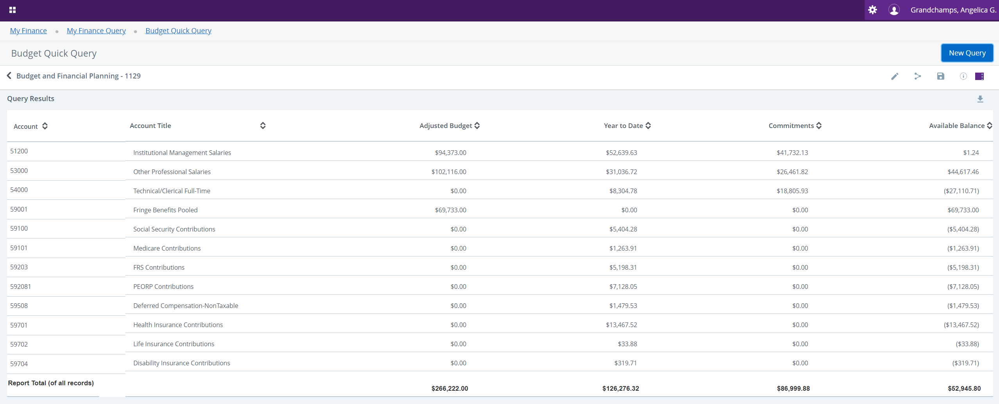 Grandchamps, Angelica G.
My Finance My Finance Query Budget Quick Query
Budget Quick Query New Query
Budget and Financial Planning - 1129
Query Results
Account Account Title Adjusted Budget Year to Date Commitments Available Balance
51200 Institutional Management Salaries $94,373.00 $52,639.63 $41,732.13 $1.24
53000 Other Professional Salaries $102,116.00 $31,036.72 $26,461.82 $44,617.46
54000 Technical/Clerical Full-Time $0.00 $8,304.78 $18,805.93 ($27,110.71)
59001 Fringe Benefits Pooled $69,733.00 $0.00 $0.00 $69,733.00
59100 Social Security Contributions $0.00 $5,404.28 $0.00 ($5,404.28)
59101 Medicare Contributions $0.00 $1,263.91 $0.00 ($1,263.91)
59203 FRS Contributions $0.00 $5,198.31 $0.00 ($5,198.31)
592081 PEORP Contributions $0.00 $7,128.05 $0.00 ($7,128.05)
59508 Deferred Compensation-NonTaxable $0.00 $1,479.53 $0.00 ($1,479.53)
59701 Health Insurance Contributions $0.00 $13,467.52 $0.00 ($13,467.52)
59702 Life Insurance Contributions $0.00 $33.88 $0.00 ($33.88)
59704 Disability Insurance Contributions $0.00 $319.71 $0.00 ($319.71)
Report Total (of all records) $266,222.00 $126,276.32 $86,999.88 $52,945.80